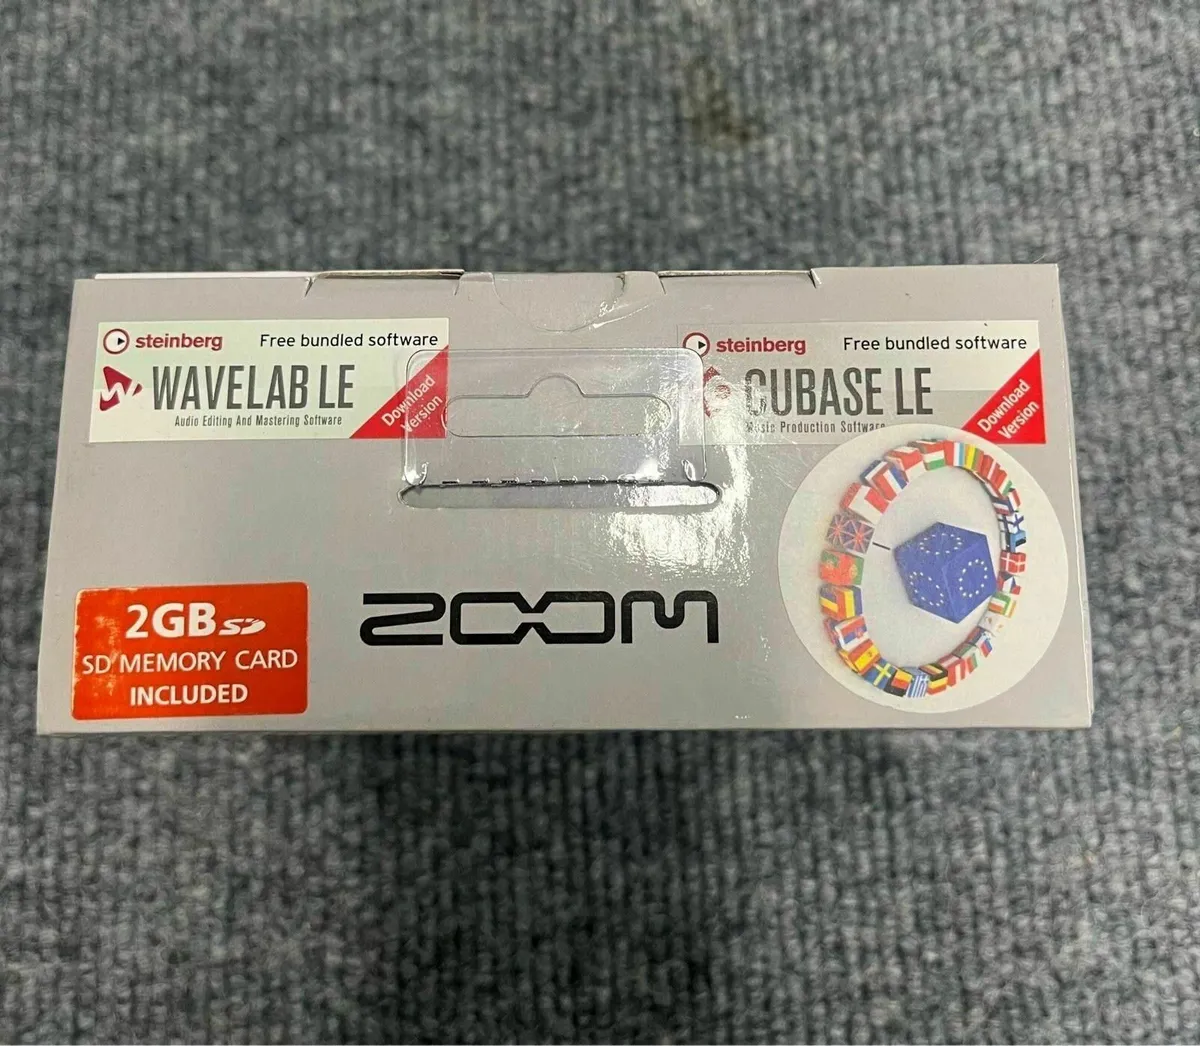 steinberg Free bundled software
WAVELAB LE
Audio Editing And Mastering Software
Download
Version
steinberg Free bundled software
CUBASE LE
Music Production Software
Download
Version
2GB SD
SD MEMORY CARD
INCLUDED
ZOOM